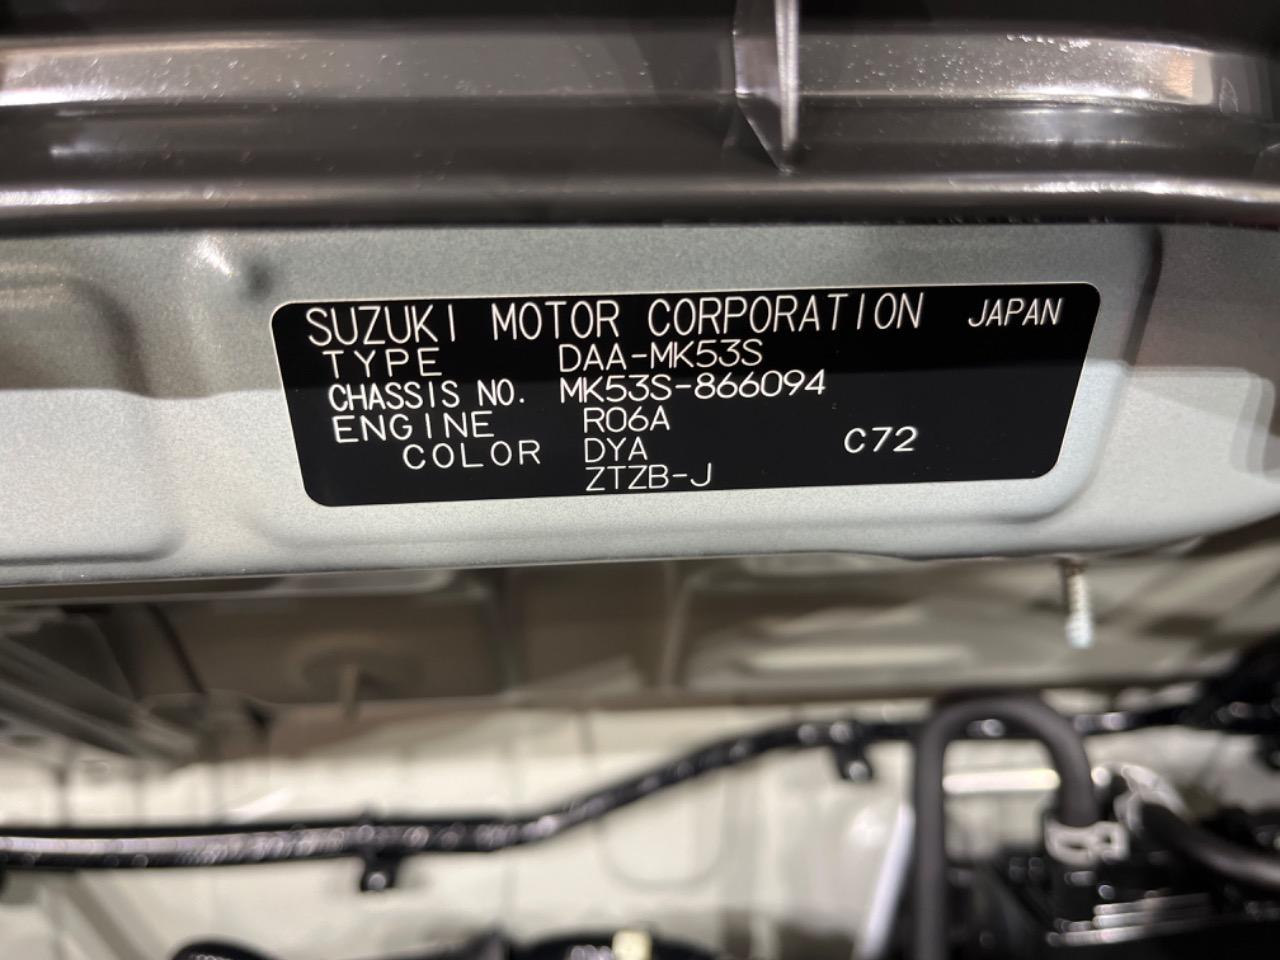 SUZUKI MOTOR CORPORATION JAPAN
TYPE DAA-MK53S
CHASSIS NO. MK53S-866094
ENGINE R06A
COLOR DYA C72
ZTZB-J